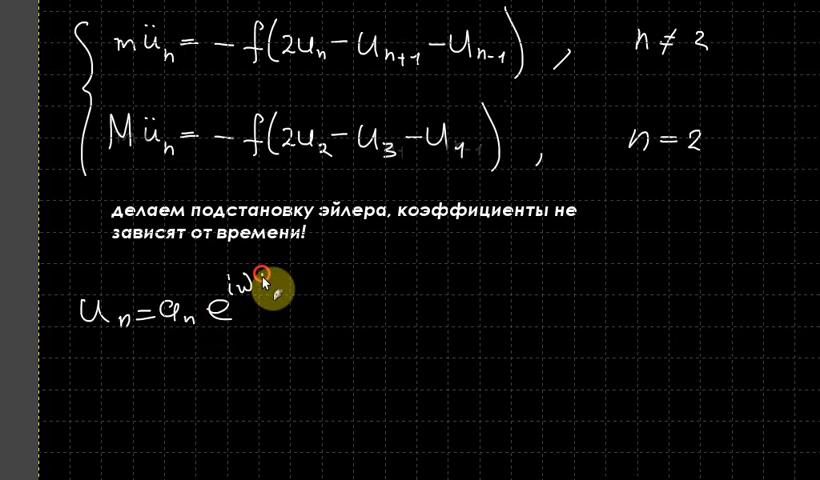 mü_n = -f(2u_n - u_{n+1} - u_{n-1}), n ≠ 2
Mü_n = -f(2u_2 - u_3 - u_1), n = 2
делаем подстановку эйлера, коэффициенты не
зависят от времени!
u_n = a_n e^{iω